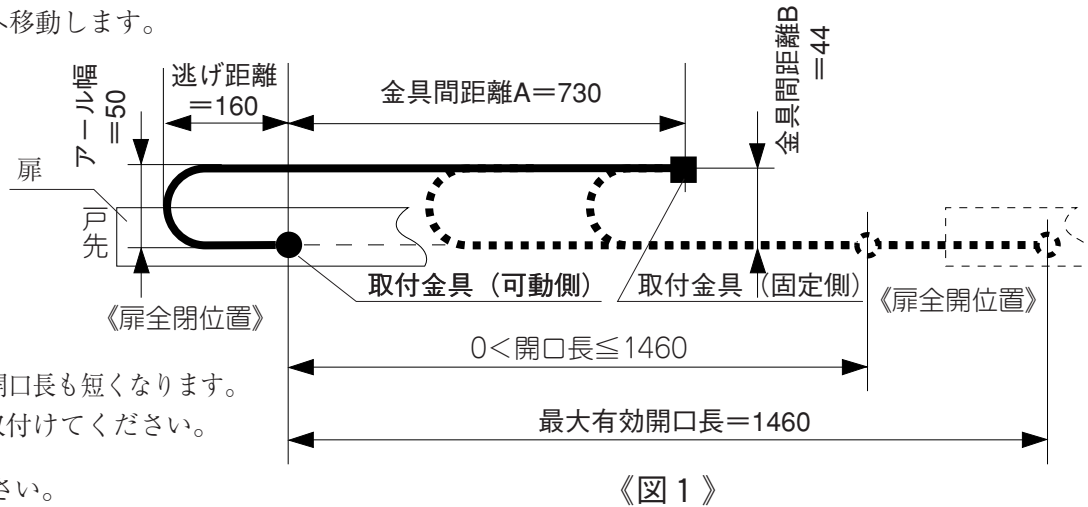 へ移動します。
逃げ距離
＝160
アール幅
＝50
金具間距離A＝730
金具間距離B
＝44
扉
戸先
取付金具（可動側）
取付金具（固定側）
《扉全閉位置》
《扉全開位置》
0＜開口長≦1460
開口長も短くなります。
取付けてください。
最大有効開口長＝1460
さい。
《図１》